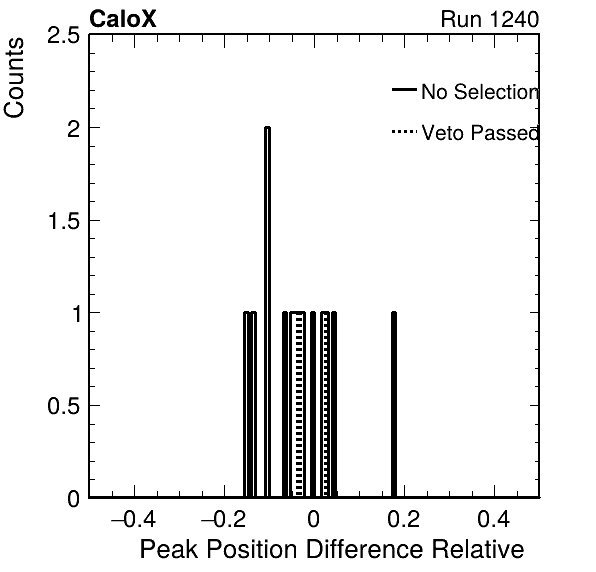 CaloX Run 1240
Counts
2.5
No Selection
2
Veto Passed
1.5
1
0.5
0
−0.4 −0.2 0 0.2 0.4
Peak Position Difference Relative